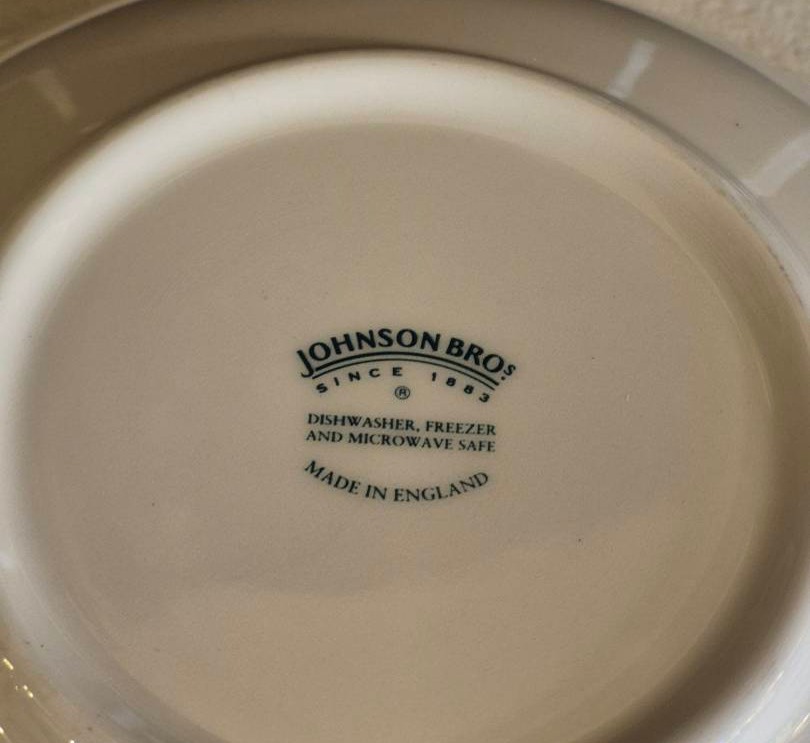 JOHNSON BROS
SINCE 1883
®
DISHWASHER, FREEZER
AND MICROWAVE SAFE
MADE IN ENGLAND